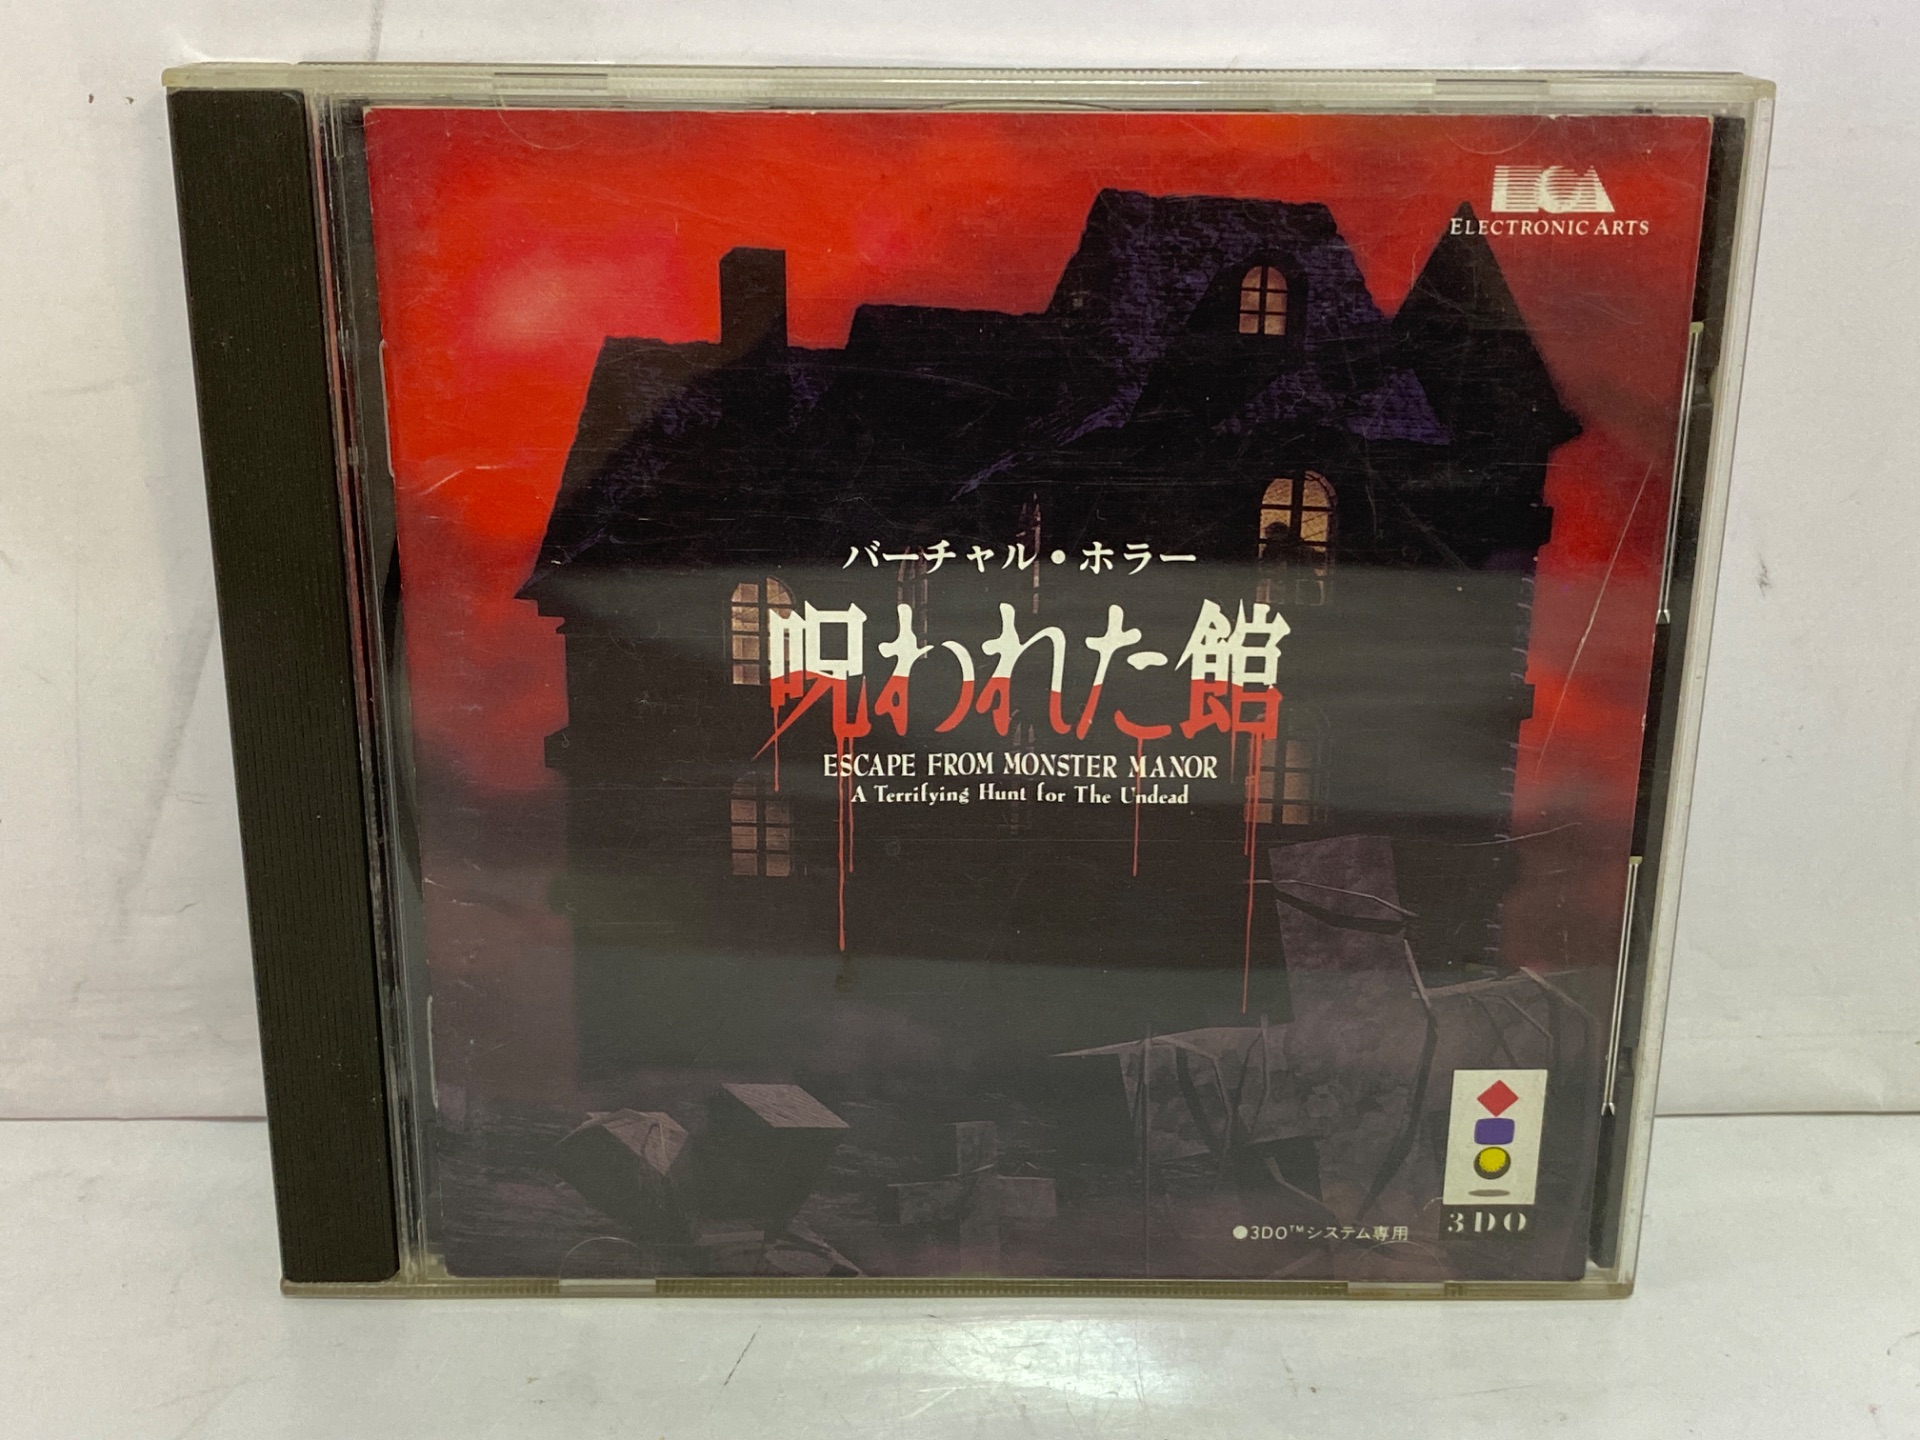 ELECTRONIC ARTS
バーチャル・ホラー
呪われた館
ESCAPE FROM MONSTER MANOR
A Terrifying Hunt for The Undead
●3DO™システム専用
3DO